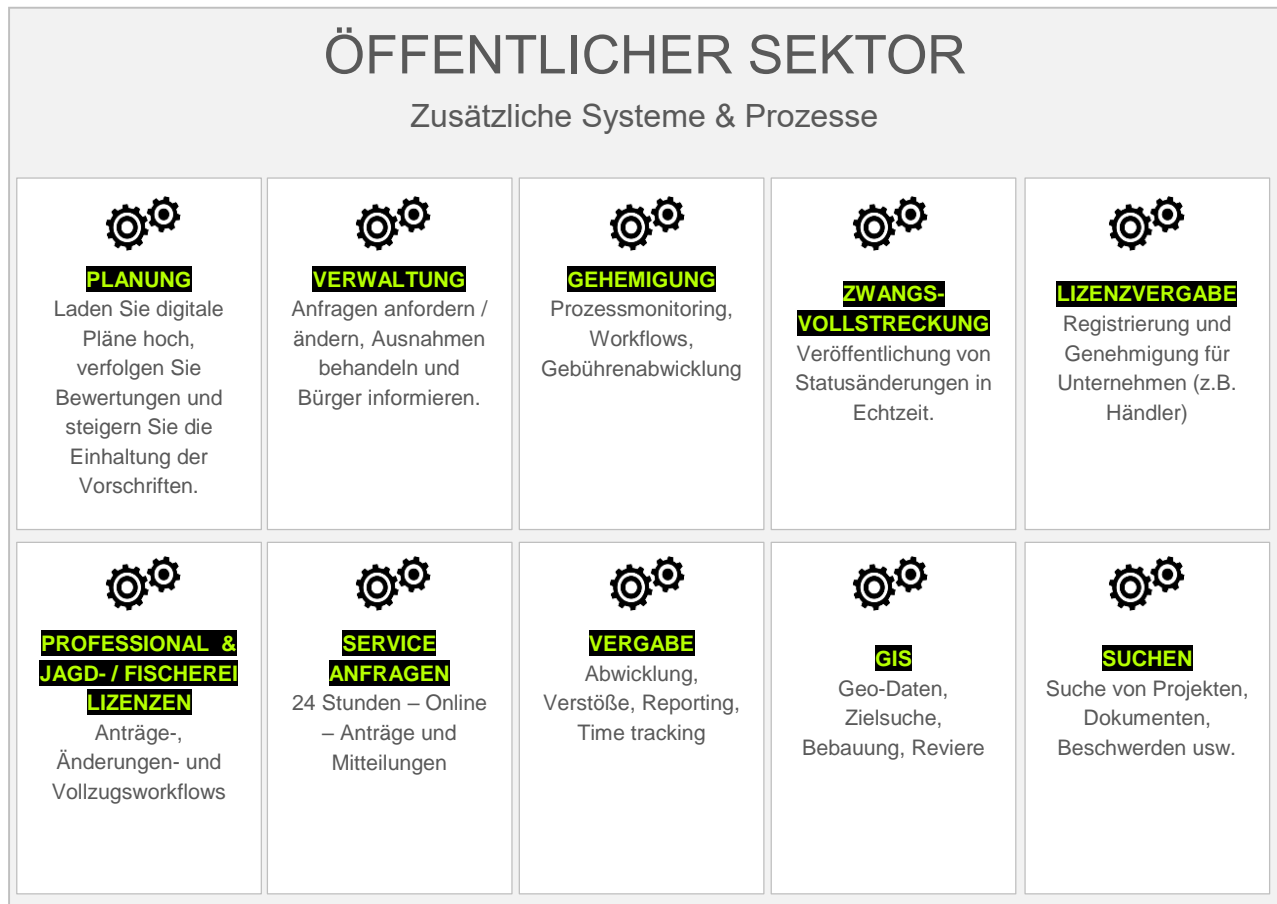 ÖFFENTLICHER SEKTOR
Zusätzliche Systeme & Prozesse
PLANUNG
Laden Sie digitale
Pläne hoch,
verfolgen Sie
Bewertungen und
steigern Sie die
Einhaltung der
Vorschriften.
VERWALTUNG
Anfragen anfordern /
ändern, Ausnahmen
behandeln und
Bürger informieren.
GEHEMIGUNG
Prozessmonitoring,
Workflows,
Gebührenabwicklung
ZWANGS-
VOLLSTRECKUNG
Veröffentlichung von
Statusänderungen in
Echtzeit.
LIZENZVERGABE
Registrierung und
Genehmigung für
Unternehmen (z.B.
Händler)
PROFESSIONAL &
JAGD- / FISCHEREI
LIZENZEN
Anträge-,
Änderungen- und
Vollzugsworkflows
SERVICE
ANFRAGEN
24 Stunden – Online
– Anträge und
Mitteilungen
VERGABE
Abwicklung,
Verstöße, Reporting,
Time tracking
GIS
Geo-Daten,
Zielsuche,
Bebauung, Reviere
SUCHEN
Suche von Projekten,
Dokumenten,
Beschwerden usw.